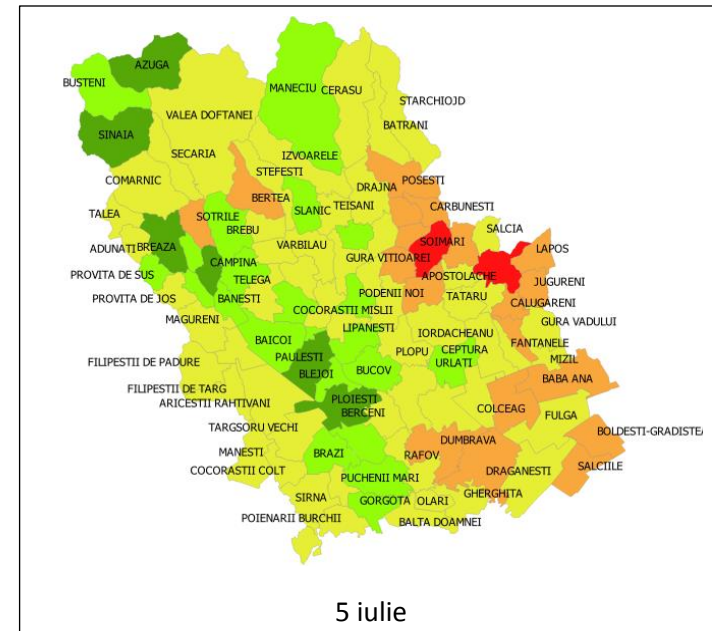 AZUGA
BUSTENI
MANECIU
CERASU
STARCHIOJD
VALEA DOFTANEI
BATRANI
SINAIA
SECARIA
IZVOARELE
STEFESTI
COMARNIC
DRAJNA
POSESTI
BERTEA
CARBUNESTI
TALEA
SOTRILE
SLANIC
TEISANI
BREBU
SALCIA
ADUNATI
BREAZA
VARBILAU
SOIMARI
LAPOS
CAMPINA
GURA VITIOAREI
PROVITA DE SUS
TELEGA
APOSTOLACHE
JUGURENI
PROVITA DE JOS
BANESTI
PODENII NOI
TATARU
CALUGARENI
MAGURENI
COCORASTII MISLII
GURA VADULUI
BAICOI
LIPANESTI
IORDACHEANU
FANTANELE
FILIPESTII DE PADURE
PAULESTI
PLOPU
CEPTURA
MIZIL
BLEJOI
BUCOV
URLATI
BABA ANA
FILIPESTII DE TARG
ARICESTII RAHTIVANI
PLOIESTI
COLCEAG
BERCENI
FULGA
TARGSORU VECHI
BOLDESTI-GRADISTEA
DUMBRAVA
MANESTI
BRAZI
RAFOV
COCORASTII COLT
DRAGANESTI
SALCIILE
PUCHENII MARI
GHERGHITA
SIRNA
GORGOTA
OLARI
POIENARII BURCHII
BALTA DOAMNEI
5 iulie